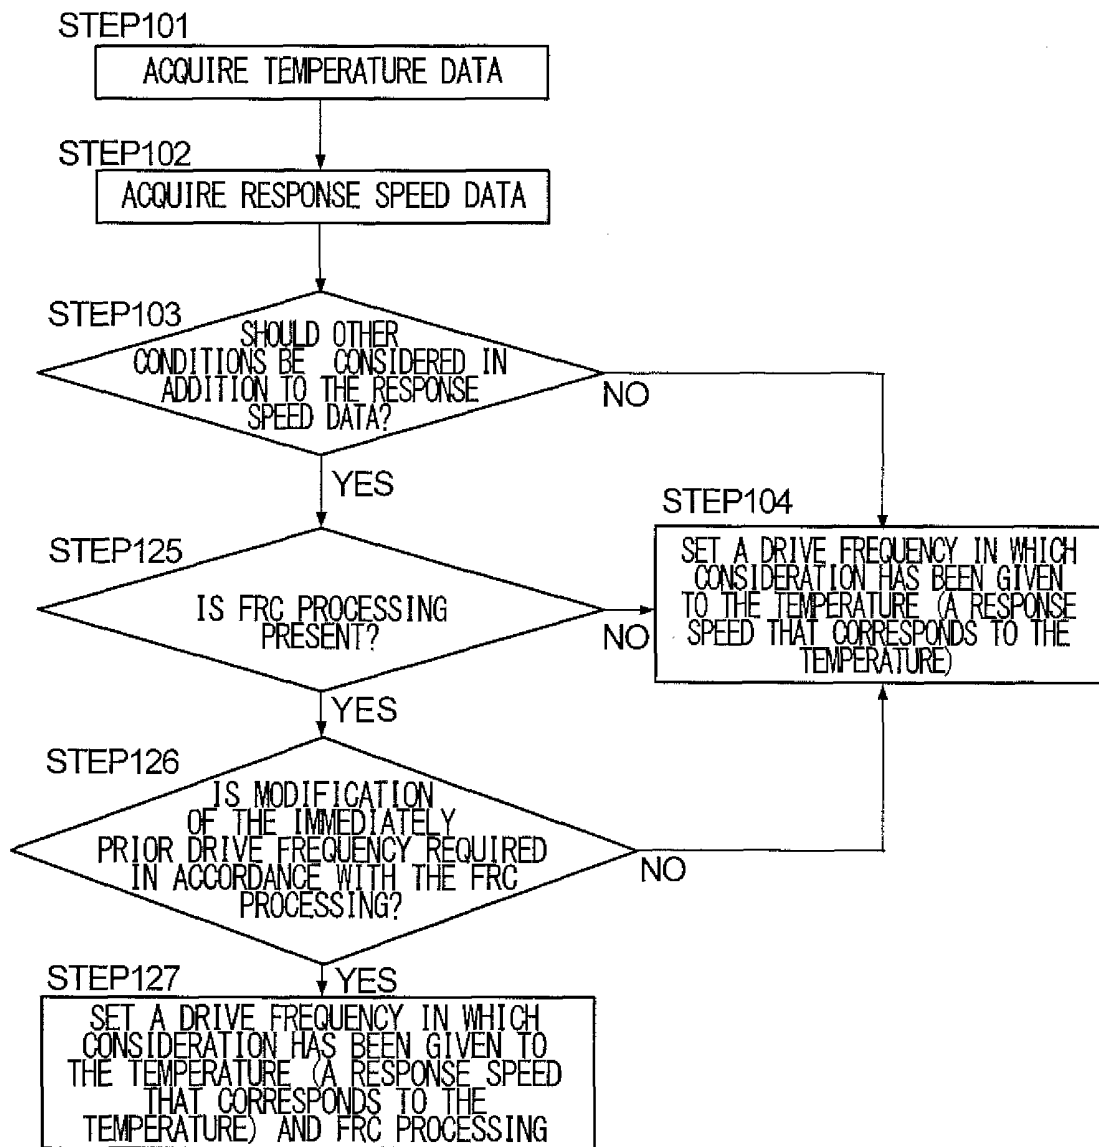 STEP101
ACQUIRE TEMPERATURE DATA
STEP102
ACQUIRE RESPONSE SPEED DATA
STEP103
SHOULD OTHER
CONDITIONS BE CONSIDERED IN
ADDITION TO THE RESPONSE
SPEED DATA?
NO
YES
STEP104
SET A DRIVE FREQUENCY IN WHICH
CONSIDERATION HAS BEEN GIVEN
TO THE TEMPERATURE (A RESPONSE
SPEED THAT CORRESPONDS TO THE
TEMPERATURE)
STEP125
IS FRC PROCESSING
PRESENT?
NO
YES
STEP126
IS MODIFICATION
OF THE IMMEDIATELY
PRIOR DRIVE FREQUENCY REQUIRED
IN ACCORDANCE WITH THE FRC
PROCESSING?
NO
YES
STEP127
SET A DRIVE FREQUENCY IN WHICH
CONSIDERATION HAS BEEN GIVEN TO
THE TEMPERATURE (A RESPONSE SPEED
THAT CORRESPONDS TO THE
TEMPERATURE) AND FRC PROCESSING